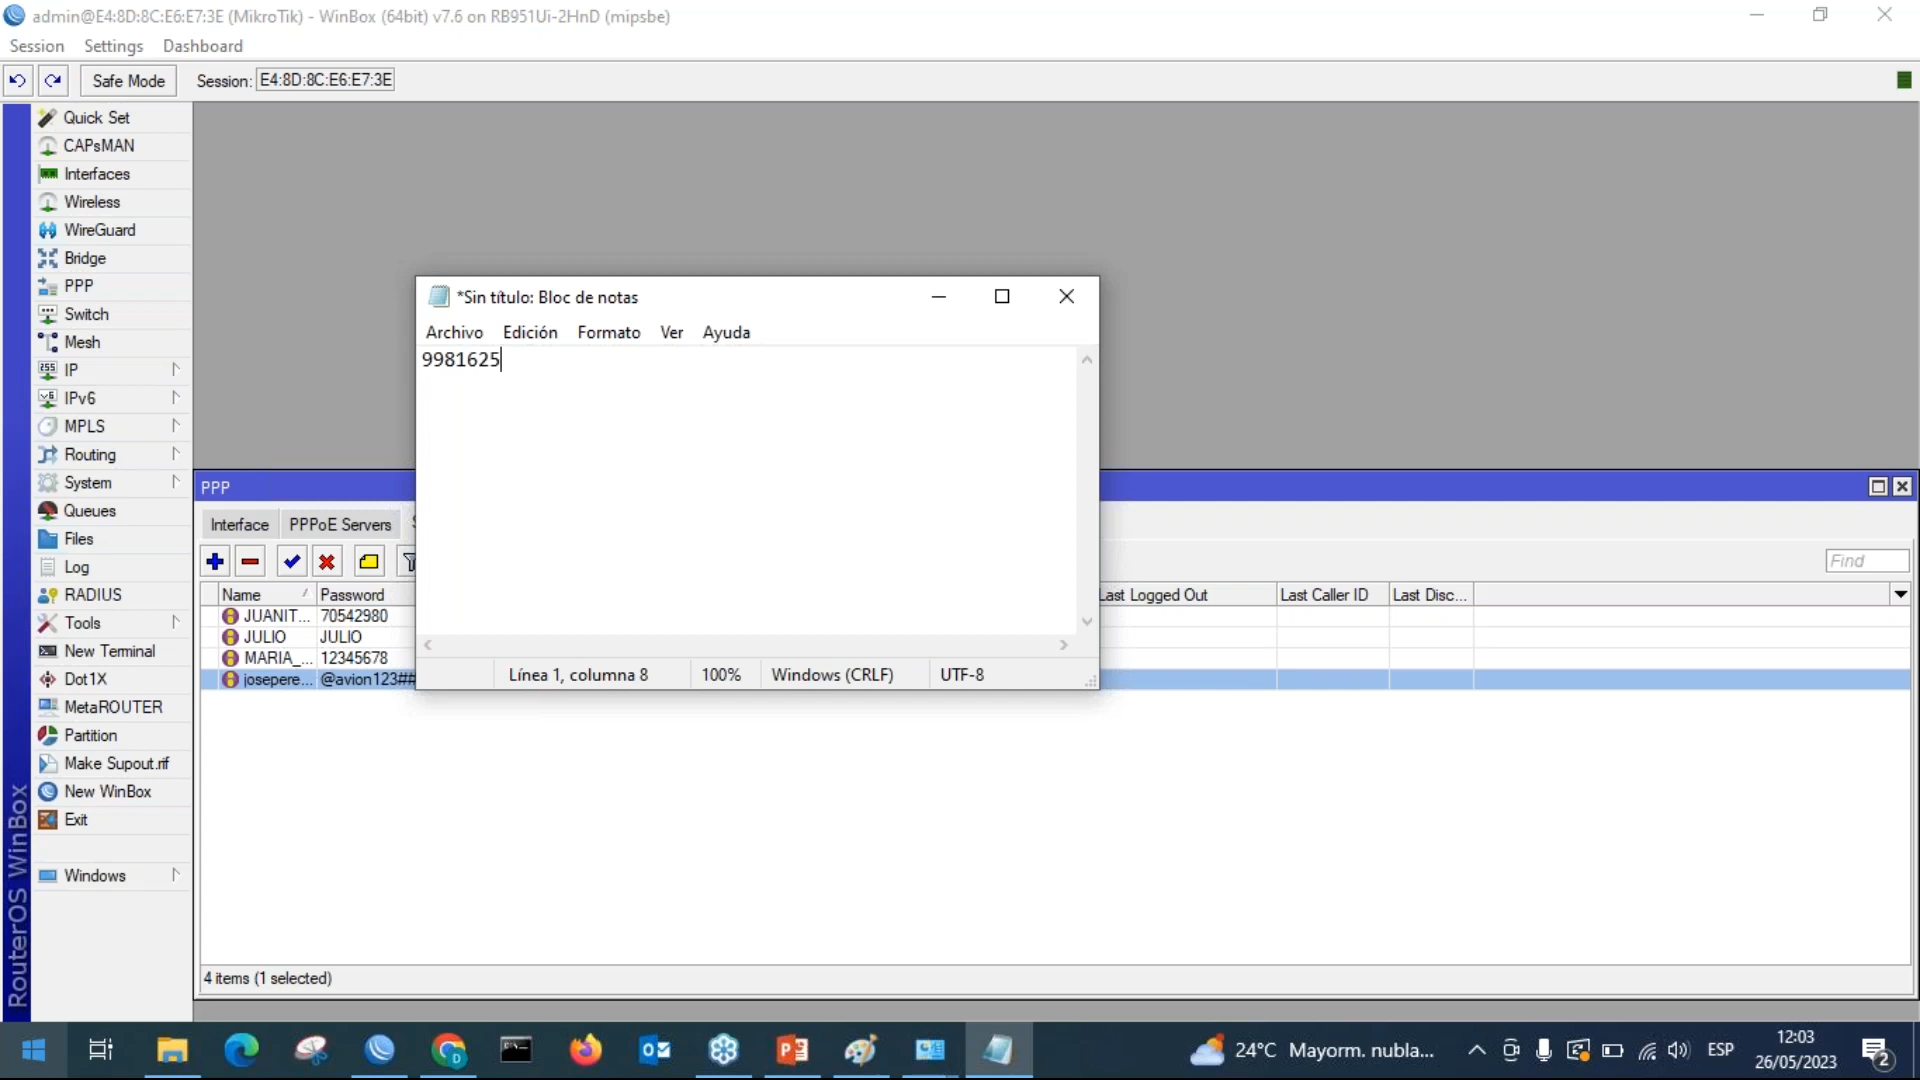 admin@E4:8D:8C:E6:E7:3E (MikroTik) - WinBox (64bit) v7.6 on RB951Ui-2HnD (mipsbe)
Session Settings Dashboard
Safe Mode Session: E4:8D:8C:E6:E7:3E
Quick Set
CAPsMAN
Interfaces
Wireless
WireGuard
Bridge
PPP
Switch
Mesh
IP
IPv6
MPLS
Routing
System
Queues
Files
Log
RADIUS
Tools
New Terminal
Dot1X
MetaROUTER
Partition
Make Supout.rif
New WinBox
Exit
Windows
RouterOS WinBox
*Sin título: Bloc de notas
Archivo Edición Formato Ver Ayuda
9981625
Línea 1, columna 8 100% Windows (CRLF) UTF-8
PPP
Interface PPPoE Servers
Find
Name Password Last Logged Out Last Caller ID Last Disc...
JUANIT... 70542980
JULIO JULIO
MARIA_... 12345678
josepere... @avion123##
4 items (1 selected)
24°C Mayorm. nubla... ESP 12:03
26/05/2023
2